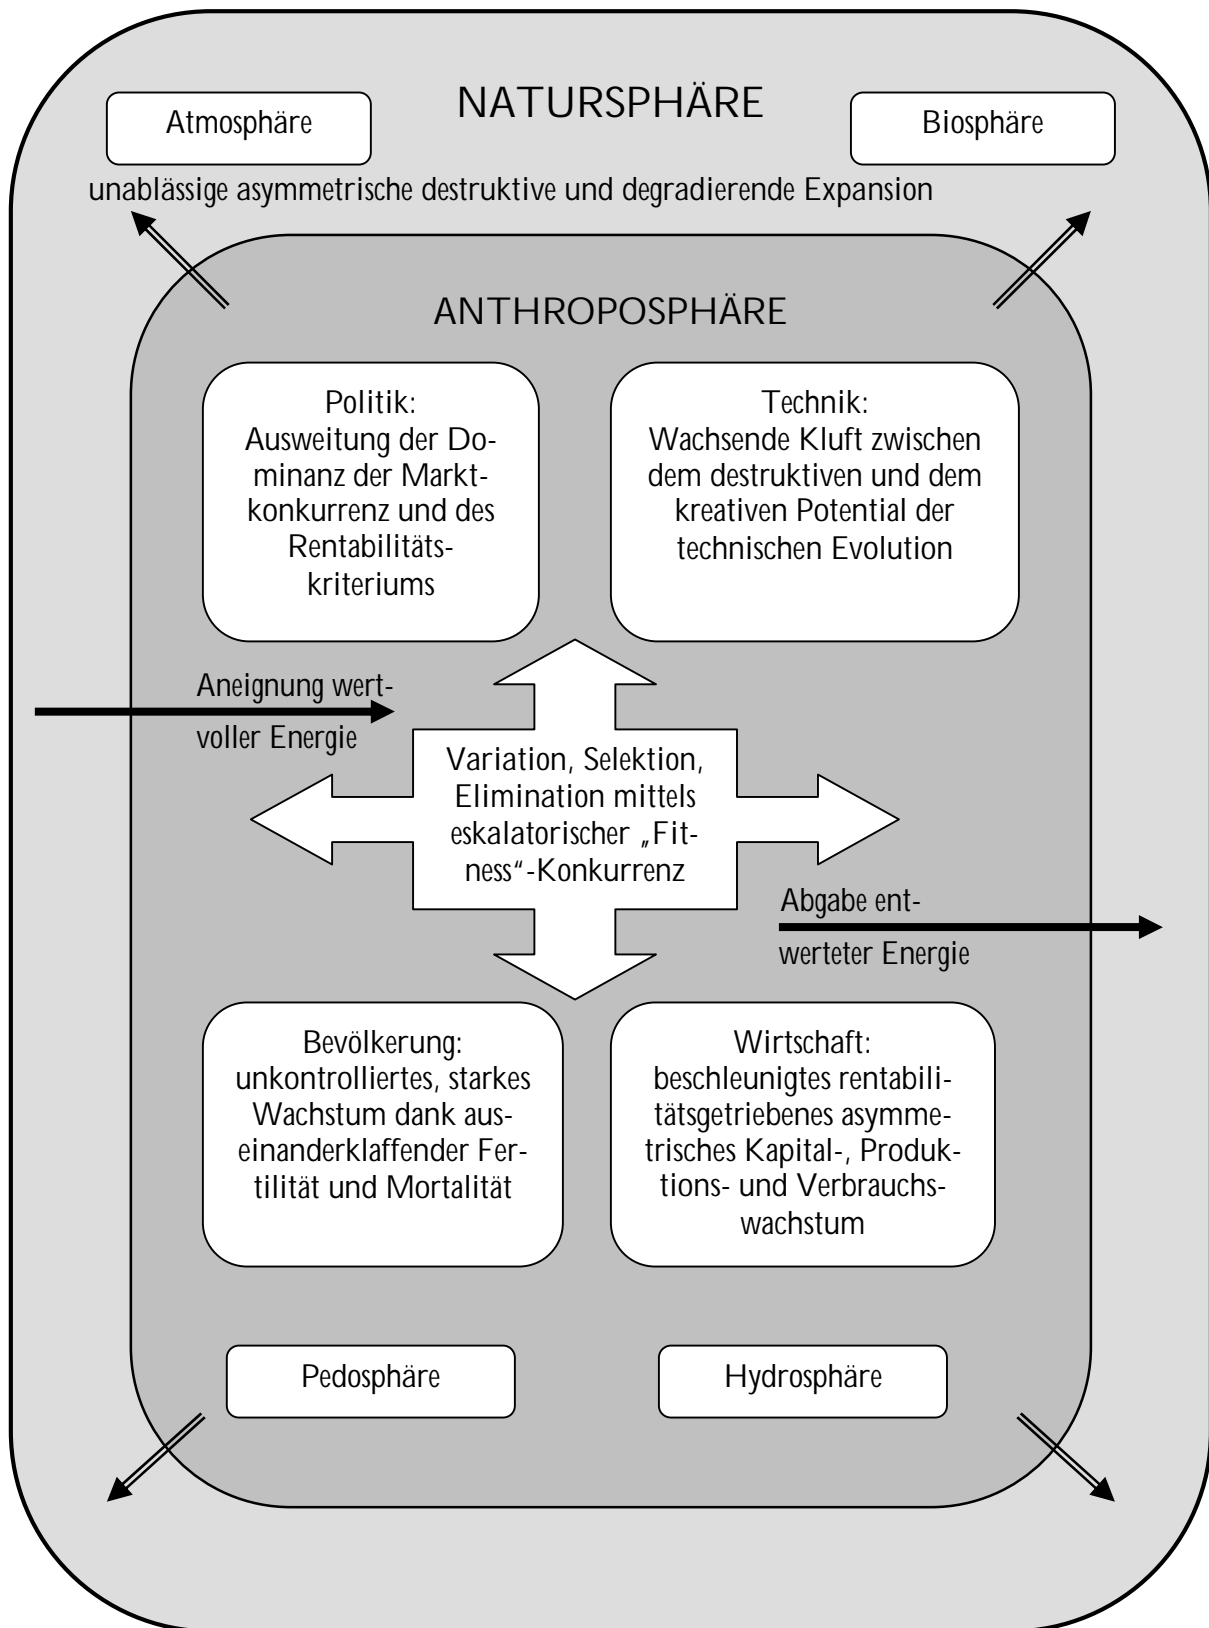 NATURSPHÄRE
Atmosphäre
Biosphäre
unablässige asymmetrische destruktive und degradierende Expansion
ANTHROPOSPHÄRE
Politik:
Ausweitung der Do-
minanz der Markt-
konkurrenz und des
Rentabilitäts-
kriteriums
Technik:
Wachsende Kluft zwischen
dem destruktiven und dem
kreativen Potential der
technischen Evolution
Aneignung wert-
voller Energie
Variation, Selektion,
Elimination mittels
eskalatorischer „Fit-
ness“-Konkurrenz
Abgabe ent-
werteter Energie
Bevölkerung:
unkontrolliertes, starkes
Wachstum dank aus-
einanderklaffender Fer-
tilität und Mortalität
Wirtschaft:
beschleunigtes rentabili-
tätsgetriebenes asymme-
trisches Kapital-, Produk-
tions- und Verbrauchs-
wachstum
Pedosphäre
Hydrosphäre